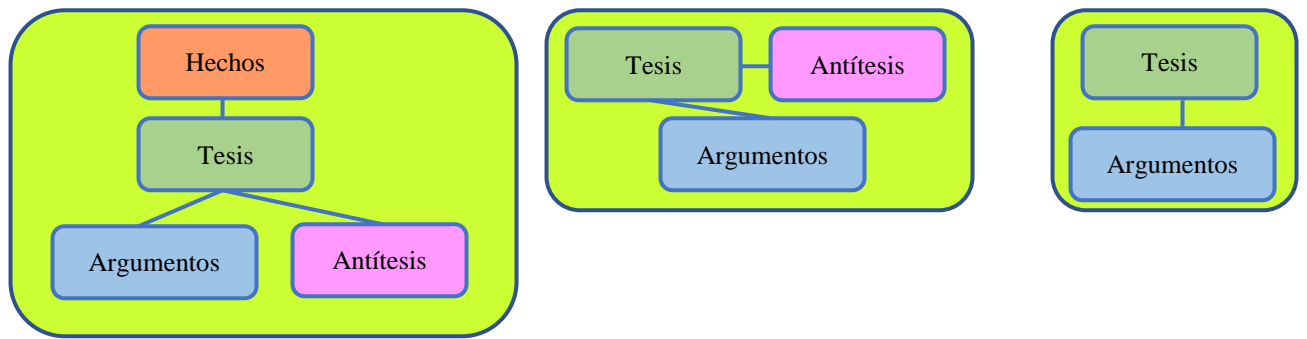 Hechos
Tesis
Argumentos
Antítesis
Tesis
Antítesis
Argumentos
Tesis
Argumentos